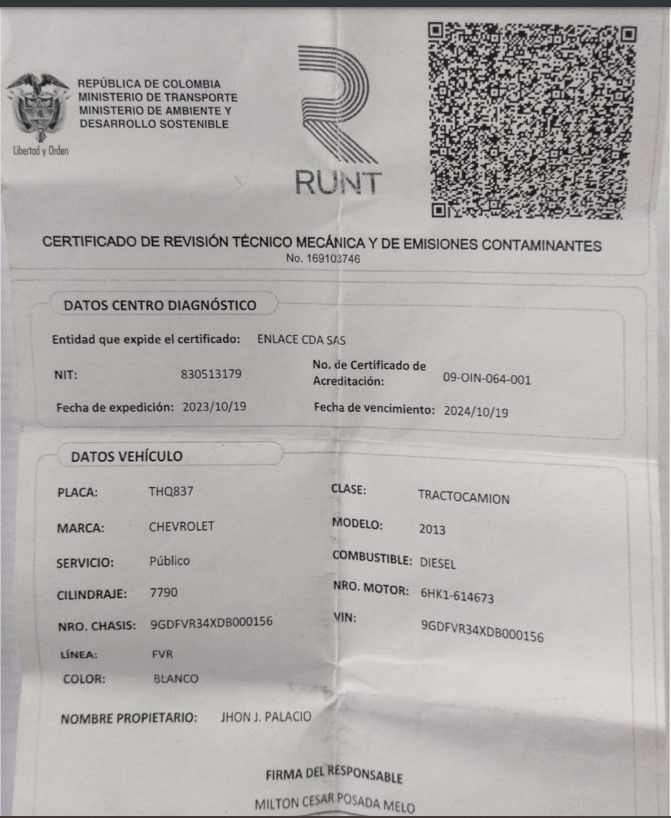 REPÚBLICA DE COLOMBIA
MINISTERIO DE TRANSPORTE
MINISTERIO DE AMBIENTE Y
DESARROLLO SOSTENIBLE
Libertad y Orden
RUNT
CERTIFICADO DE REVISIÓN TÉCNICO MECÁNICA Y DE EMISIONES CONTAMINANTES
No. 169103746
DATOS CENTRO DIAGNÓSTICO
Entidad que expide el certificado: ENLACE CDA SAS
NIT: 830513179 No. de Certificado de
Acreditación: 09-OIN-064-001
Fecha de expedición: 2023/10/19 Fecha de vencimiento: 2024/10/19
DATOS VEHÍCULO
PLACA: THQ837 CLASE: TRACTOCAMION
MARCA: CHEVROLET MODELO: 2013
SERVICIO: Público COMBUSTIBLE: DIESEL
CILINDRAJE: 7790 NRO. MOTOR: 6HK1-614673
NRO. CHASIS: 9GDFVR34XDB000156 VIN: 9GDFVR34XDB000156
LÍNEA: FVR
COLOR: BLANCO
NOMBRE PROPIETARIO: JHON J. PALACIO
FIRMA DEL RESPONSABLE
MILTON CESAR POSADA MELO